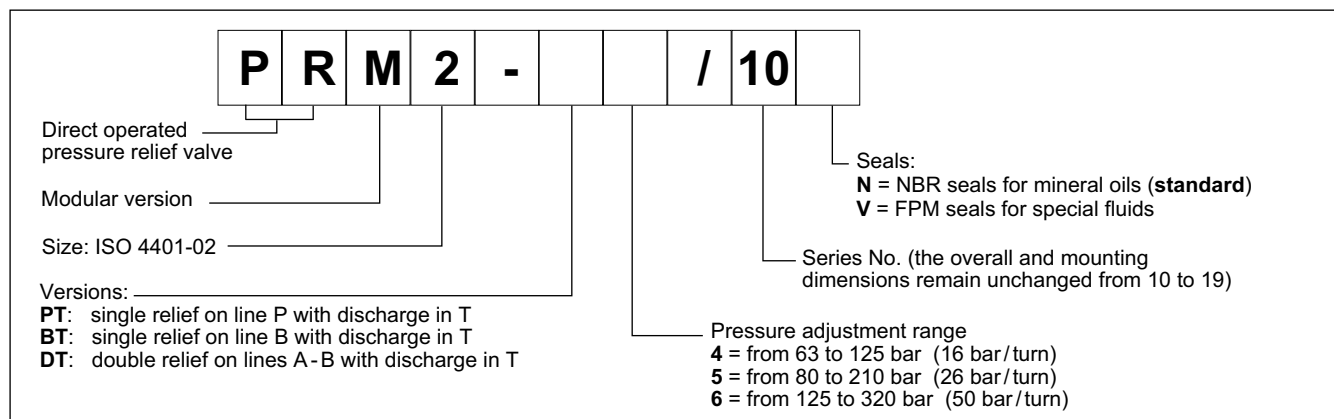 P R M 2 - / 10
Direct operated
pressure relief valve
Modular version
Size: ISO 4401-02
Versions:
PT: single relief on line P with discharge in T
BT: single relief on line B with discharge in T
DT: double relief on lines A-B with discharge in T
Seals:
N = NBR seals for mineral oils (standard)
V = FPM seals for special fluids
Series No. (the overall and mounting
dimensions remain unchanged from 10 to 19)
Pressure adjustment range
4 = from 63 to 125 bar (16 bar/turn)
5 = from 80 to 210 bar (26 bar/turn)
6 = from 125 to 320 bar (50 bar/turn)